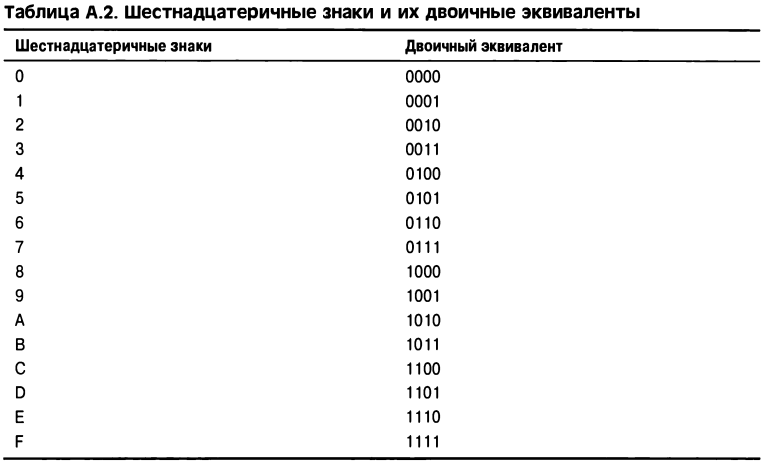 Таблица А.2. Шестнадцатеричные знаки и их двоичные эквиваленты
Шестнадцатеричные знаки Двоичный эквивалент
0 0000
1 0001
2 0010
3 0011
4 0100
5 0101
6 0110
7 0111
8 1000
9 1001
A 1010
B 1011
C 1100
D 1101
E 1110
F 1111